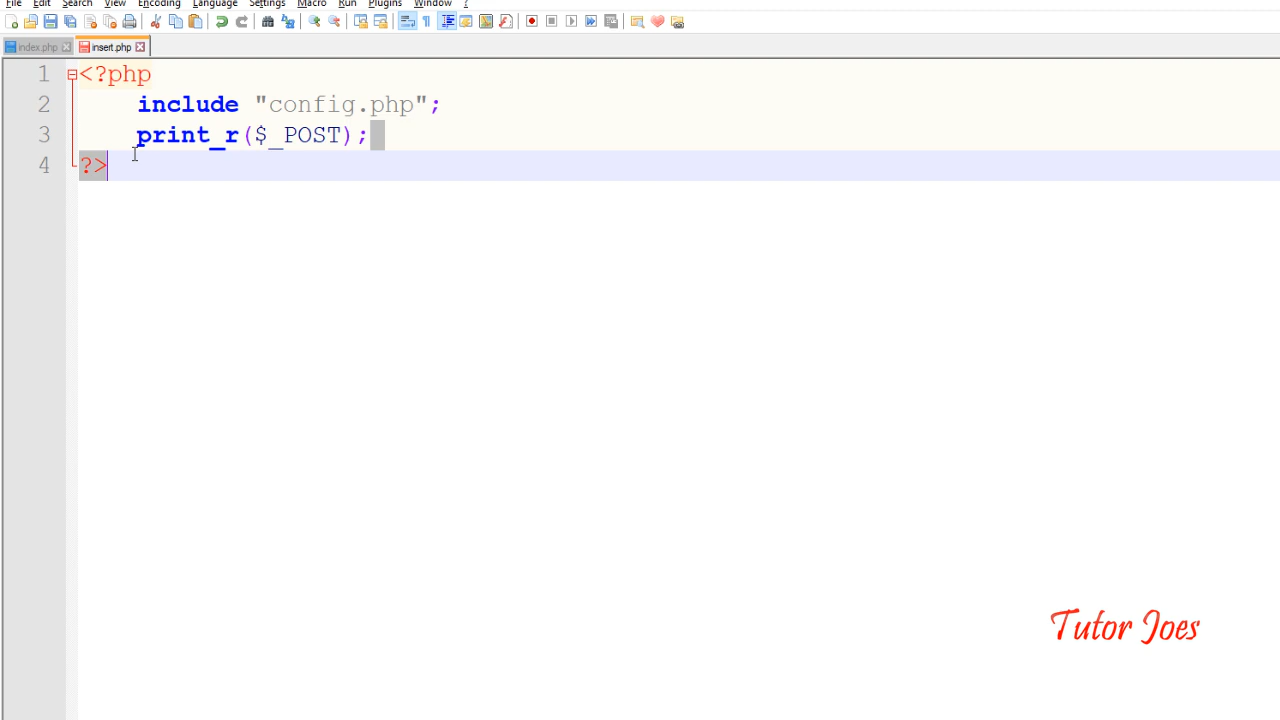 File Edit Search View Encoding Language Settings Macro Run Plugins Window ?
index.php insert.php
1 <?php
2 include "config.php";
3 print_r($_POST);
4 ?>
Tutor Joes